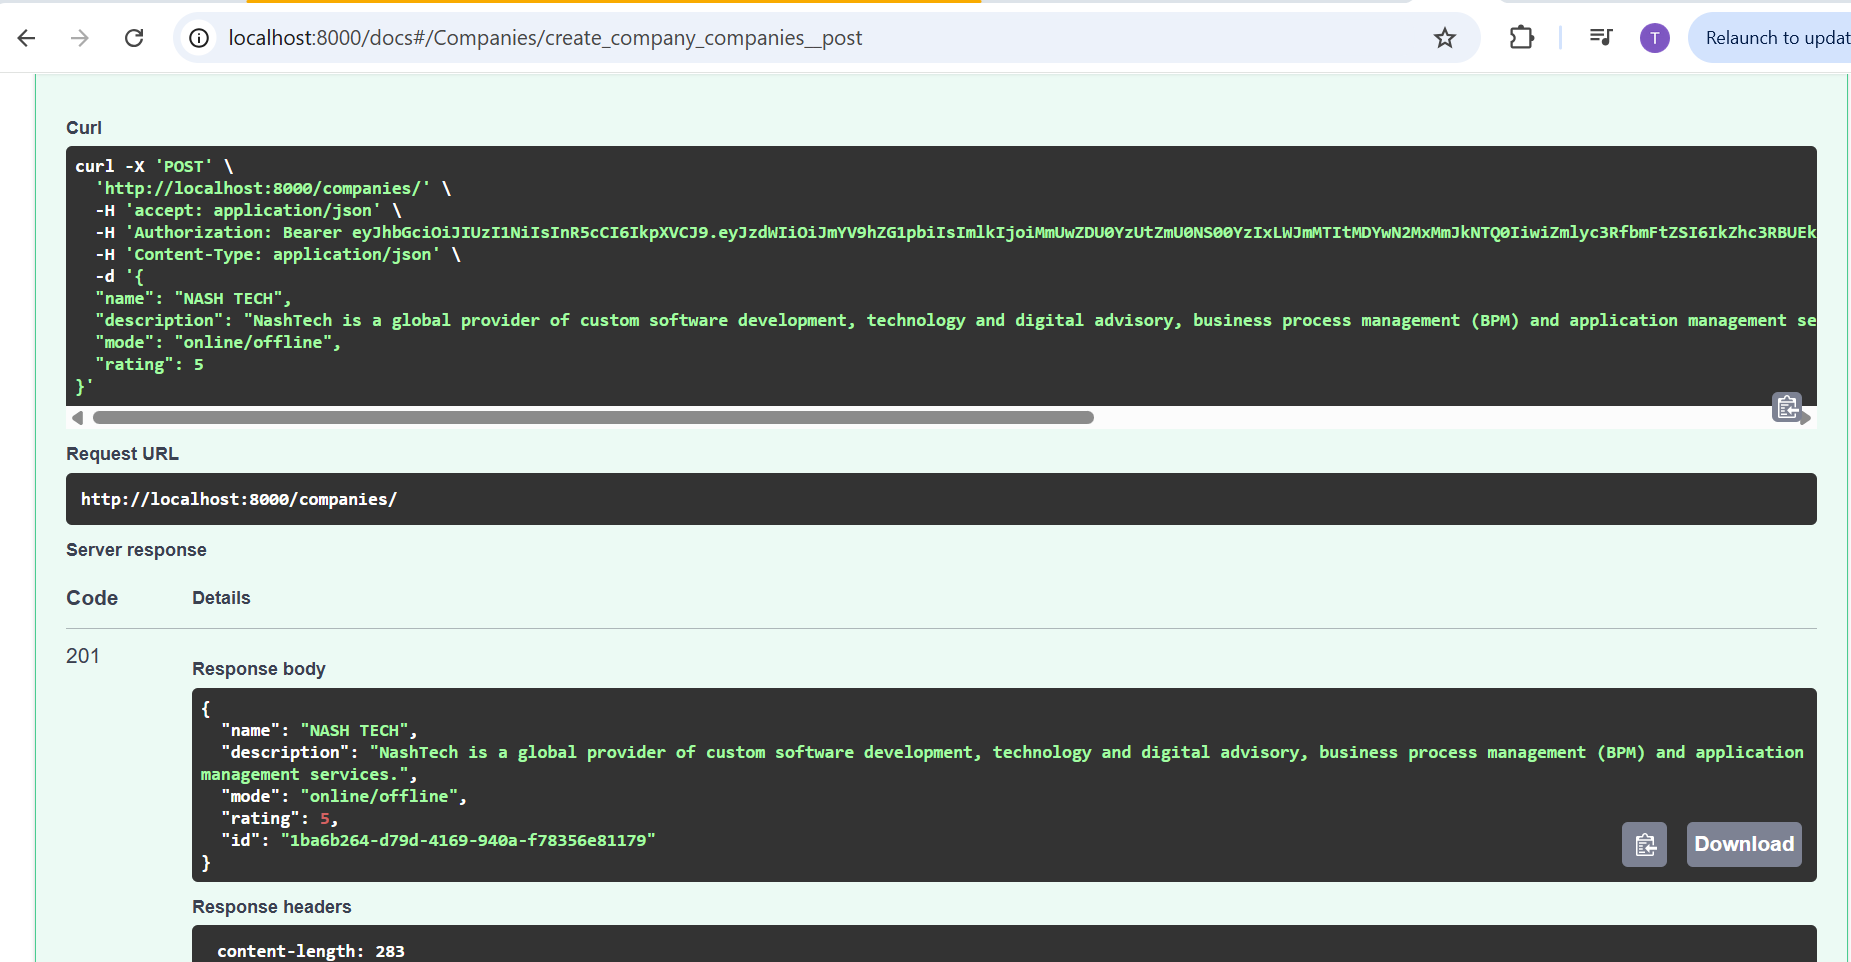 localhost:8000/docs#/Companies/create_company_companies__post
T
Relaunch to updat
Curl
curl -X 'POST' \
'http://localhost:8000/companies/' \
-H 'accept: application/json' \
-H 'Authorization: Bearer eyJhbGciOiJIUzI1NiIsInR5cCI6IkpXVCJ9.eyJzdWIiOiJmYV9hZG1pbiIsImlkIjoiMmUwZDU0YzUtZmU0NS00YzIxLWJmMTItMDYwN2MxMmJkNTQ0IiwiZmlyc3RfbmFtZSI6IkZhc3RBUEk
-H 'Content-Type: application/json' \
-d '{
"name": "NASH TECH",
"description": "NashTech is a global provider of custom software development, technology and digital advisory, business process management (BPM) and application management se
"mode": "online/offline",
"rating": 5
}'
Request URL
http://localhost:8000/companies/
Server response
Code Details
201
Response body
{
"name": "NASH TECH",
"description": "NashTech is a global provider of custom software development, technology and digital advisory, business process management (BPM) and application
management services.",
"mode": "online/offline",
"rating": 5,
"id": "1ba6b264-d79d-4169-940a-f78356e81179"
}
Download
Response headers
content-length: 283